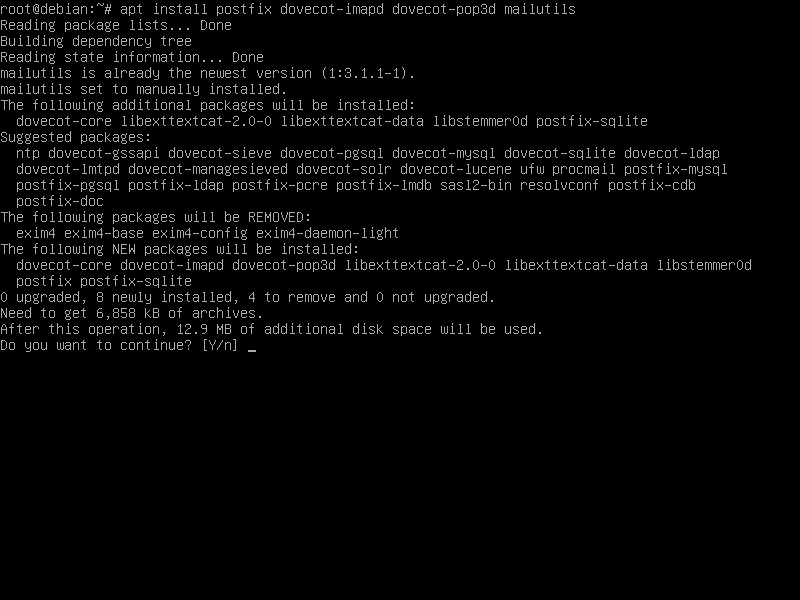 root@debian:~# apt install postfix dovecot-imapd dovecot-pop3d mailutils
Reading package lists... Done
Building dependency tree
Reading state information... Done
mailutils is already the newest version (1:3.1.1-1).
mailutils set to manually installed.
The following additional packages will be installed:
  dovecot-core libexttextcat-2.0-0 libexttextcat-data libstemmer0d postfix-sqlite
Suggested packages:
  ntp dovecot-gssapi dovecot-sieve dovecot-pgsql dovecot-mysql dovecot-sqlite dovecot-ldap
  dovecot-lmtpd dovecot-managesieved dovecot-solr dovecot-lucene ufw procmail postfix-mysql
  postfix-pgsql postfix-ldap postfix-pcre postfix-lmdb sasl2-bin resolvconf postfix-cdb
  postfix-doc
The following packages will be REMOVED:
  exim4 exim4-base exim4-config exim4-daemon-light
The following NEW packages will be installed:
  dovecot-core dovecot-imapd dovecot-pop3d libexttextcat-2.0-0 libexttextcat-data libstemmer0d
  postfix postfix-sqlite
0 upgraded, 8 newly installed, 4 to remove and 0 not upgraded.
Need to get 6,858 kB of archives.
After this operation, 12.9 MB of additional disk space will be used.
Do you want to continue? [Y/n] _